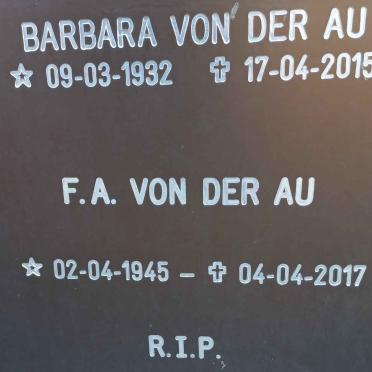 BARBARA VON DER AU
☆ 09-03-1932 ✞ 17-04-2015
F.A. VON DER AU
☆ 02-04-1945 – ✞ 04-04-2017
R.I.P.